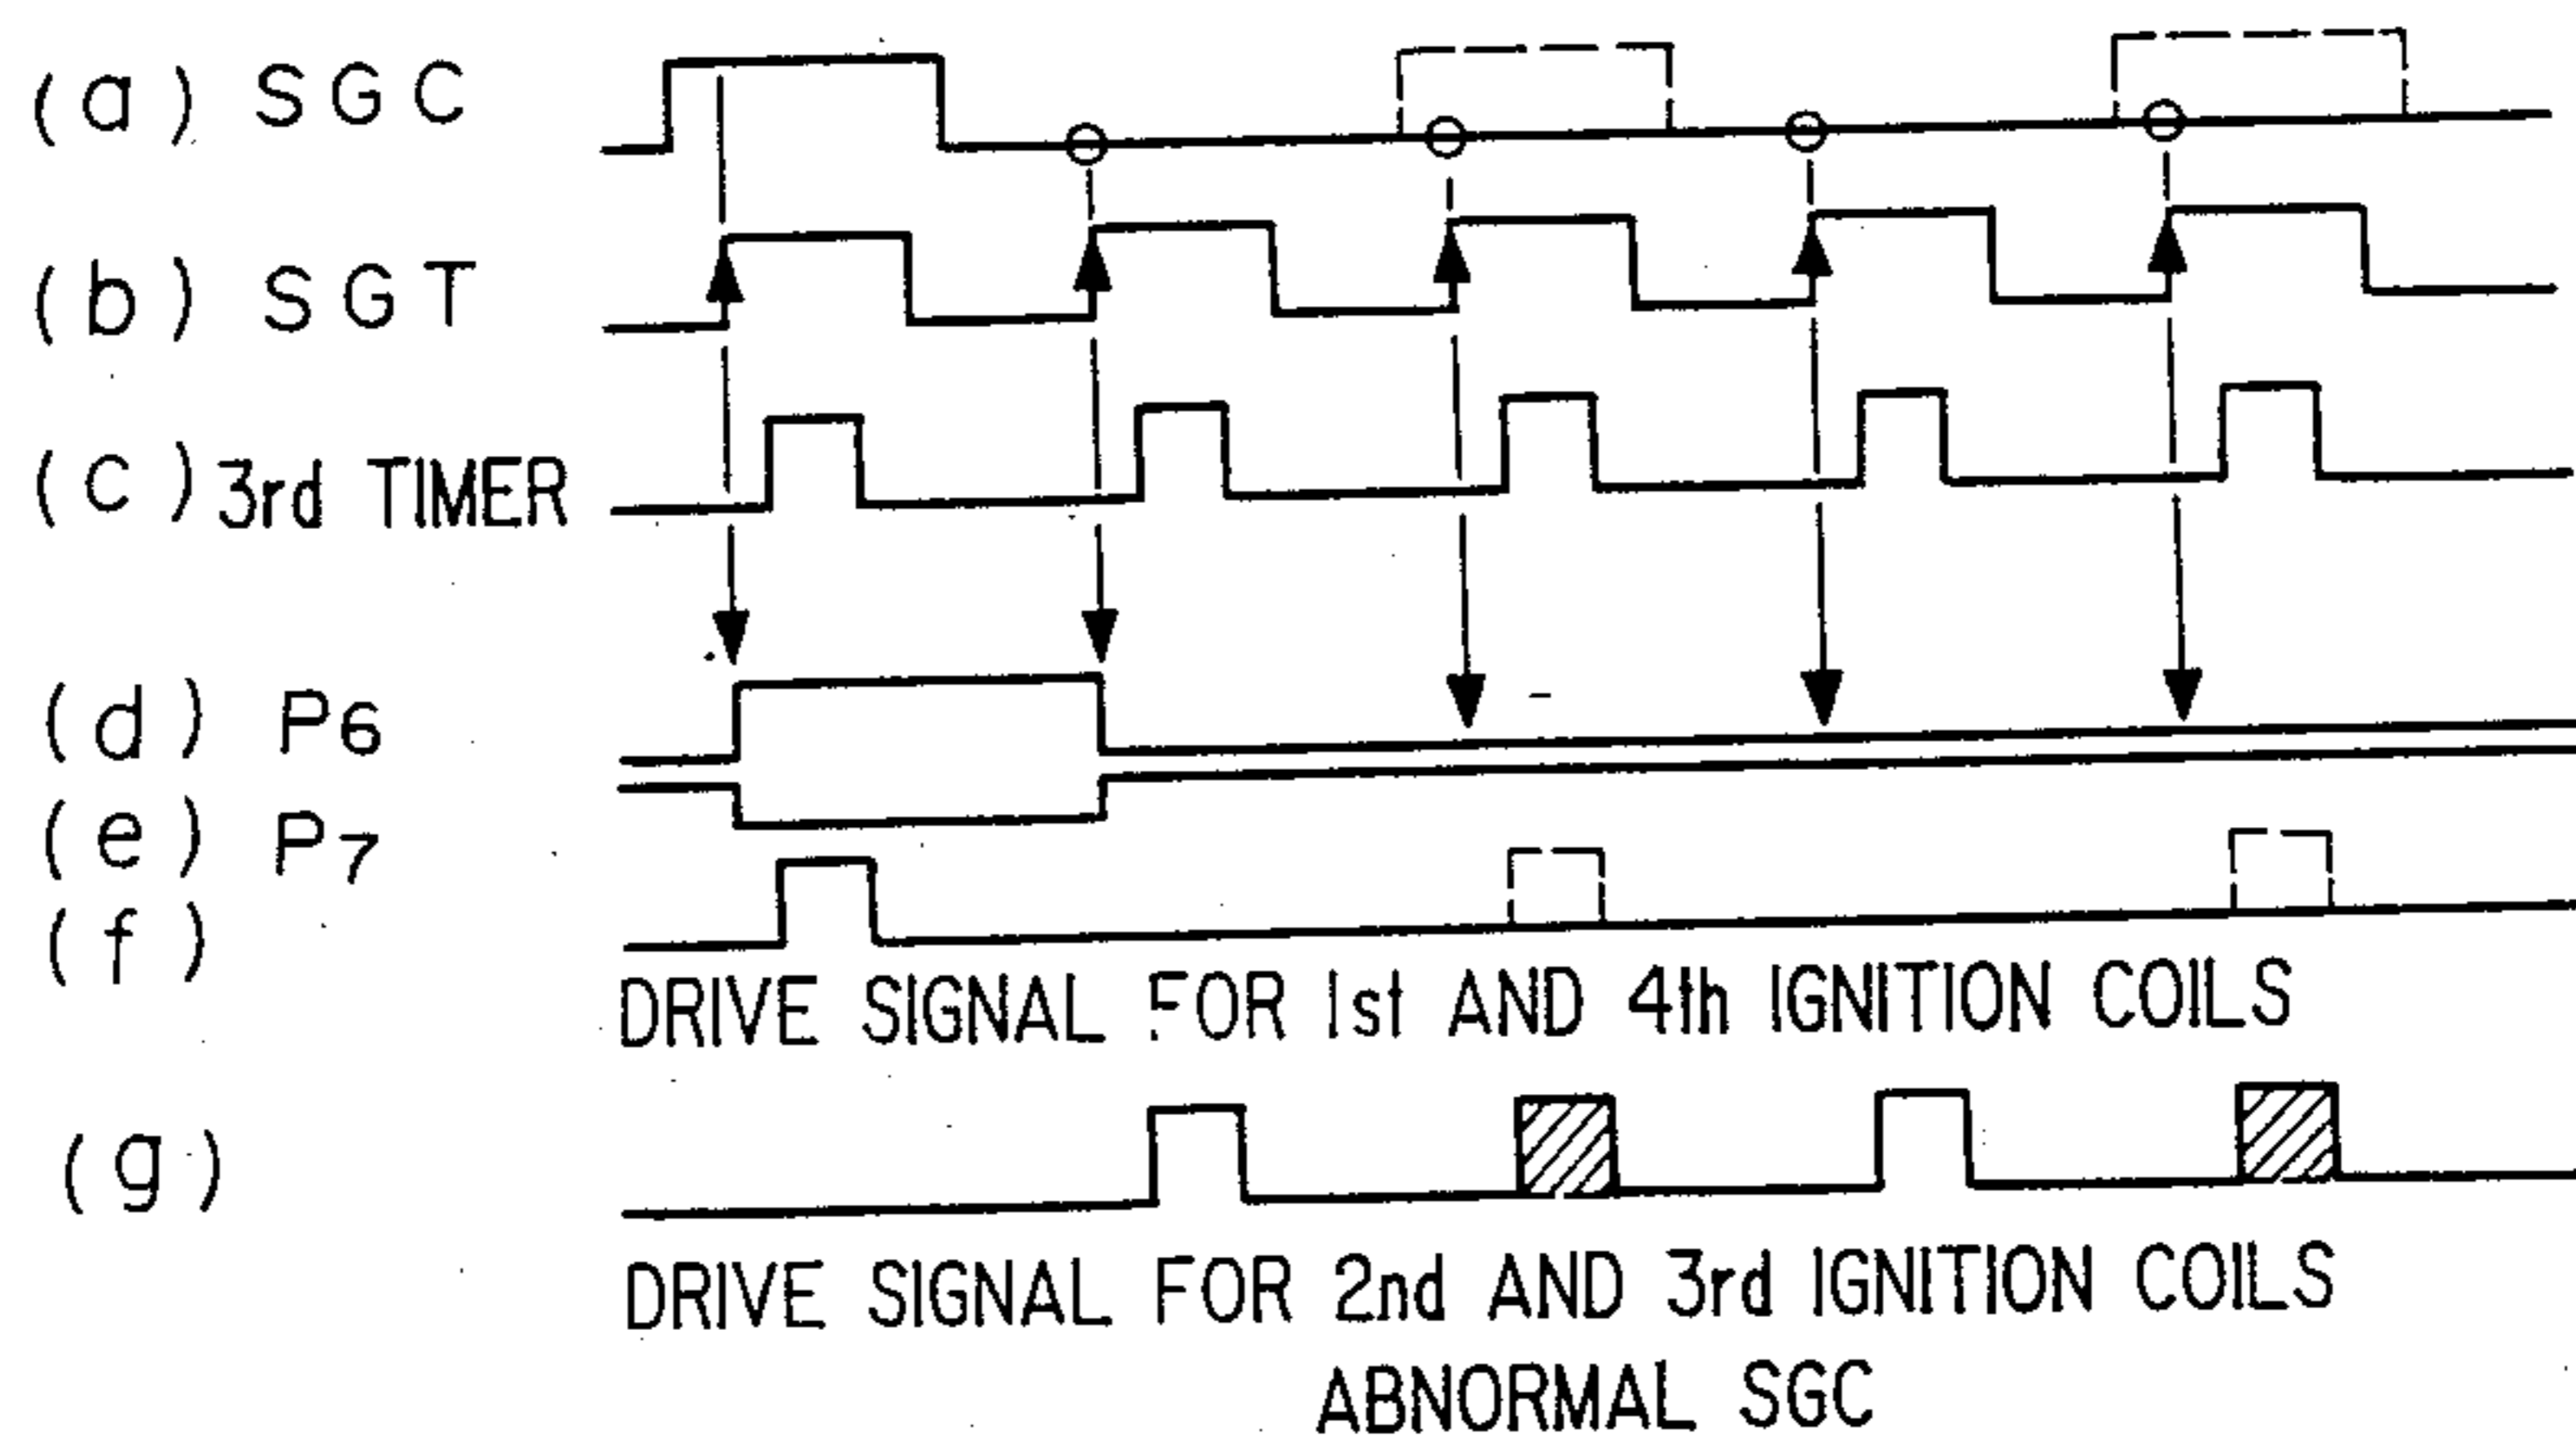 (a) SGC
(b) SGT
(c) 3rd TIMER
(d) P6
(e) P7
(f)
DRIVE SIGNAL FOR 1st AND 4th IGNITION COILS
(g)
DRIVE SIGNAL FOR 2nd AND 3rd IGNITION COILS
ABNORMAL SGC